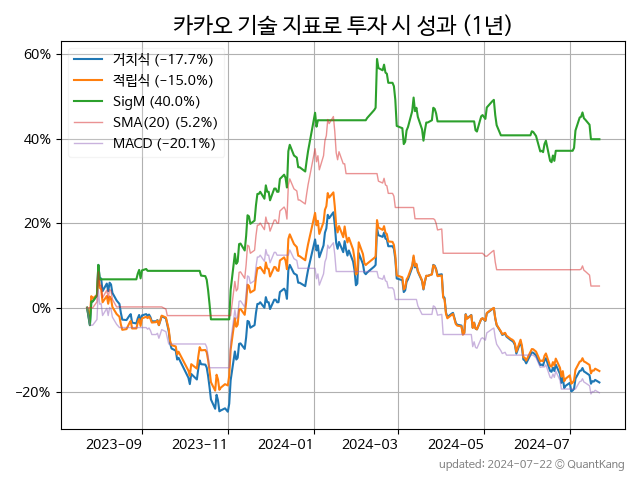 카카오 기술 지표로 투자 시 성과 (1년)
60%
40%
20%
0%
−20%
거치식 (−17.7%)
적립식 (−15.0%)
SigM (40.0%)
SMA(20) (5.2%)
MACD (−20.1%)
2023-09
2023-11
2024-01
2024-03
2024-05
2024-07
updated: 2024-07-22 © QuantKang